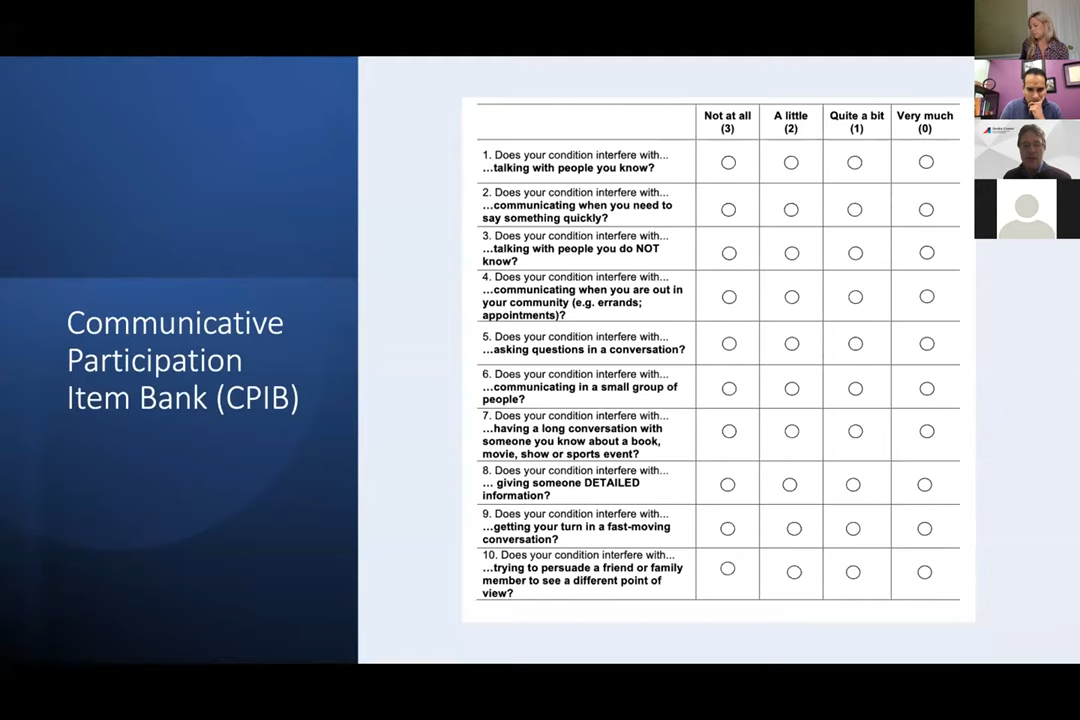 Communicative
Participation
Item Bank (CPIB)
Not at all
(3)
A little
(2)
Quite a bit
(1)
Very much
(0)
1. Does your condition interfere with...
...talking with people you know?
2. Does your condition interfere with...
...communicating when you need to
say something quickly?
3. Does your condition interfere with...
...talking with people you do NOT
know?
4. Does your condition interfere with...
...communicating when you are out in
your community (e.g. errands;
appointments)?
5. Does your condition interfere with...
...asking questions in a conversation?
6. Does your condition interfere with...
...communicating in a small group of
people?
7. Does your condition interfere with...
...having a long conversation with
someone you know about a book,
movie, show or sports event?
8. Does your condition interfere with...
... giving someone DETAILED
information?
9. Does your condition interfere with...
...getting your turn in a fast-moving
conversation?
10. Does your condition interfere with...
...trying to persuade a friend or family
member to see a different point of
view?